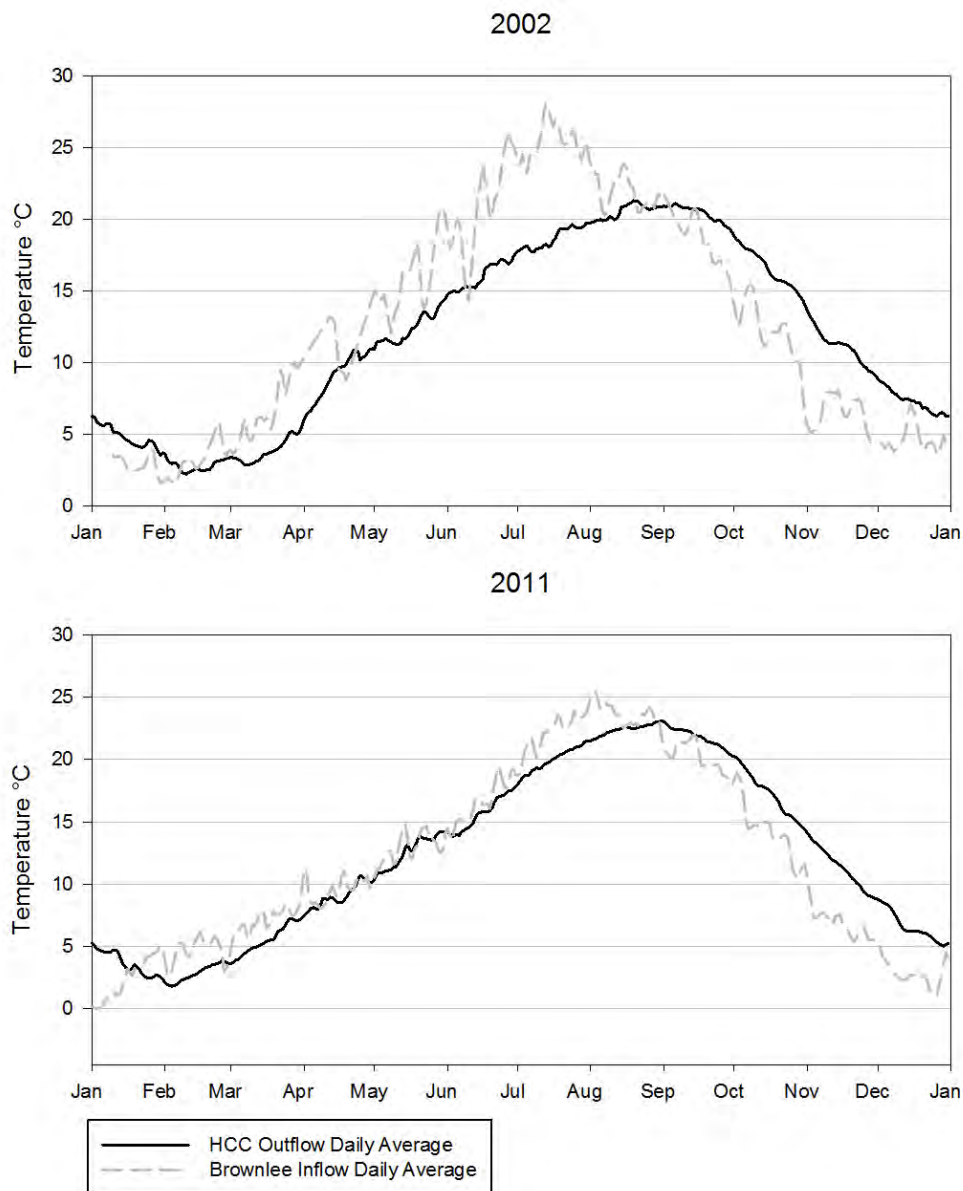 2002
30
25
20
15
10
5
0
Temperature °C
Jan Feb Mar Apr May Jun Jul Aug Sep Oct Nov Dec Jan
2011
30
25
20
15
10
5
0
Temperature °C
Jan Feb Mar Apr May Jun Jul Aug Sep Oct Nov Dec Jan
HCC Outflow Daily Average
Brownlee Inflow Daily Average